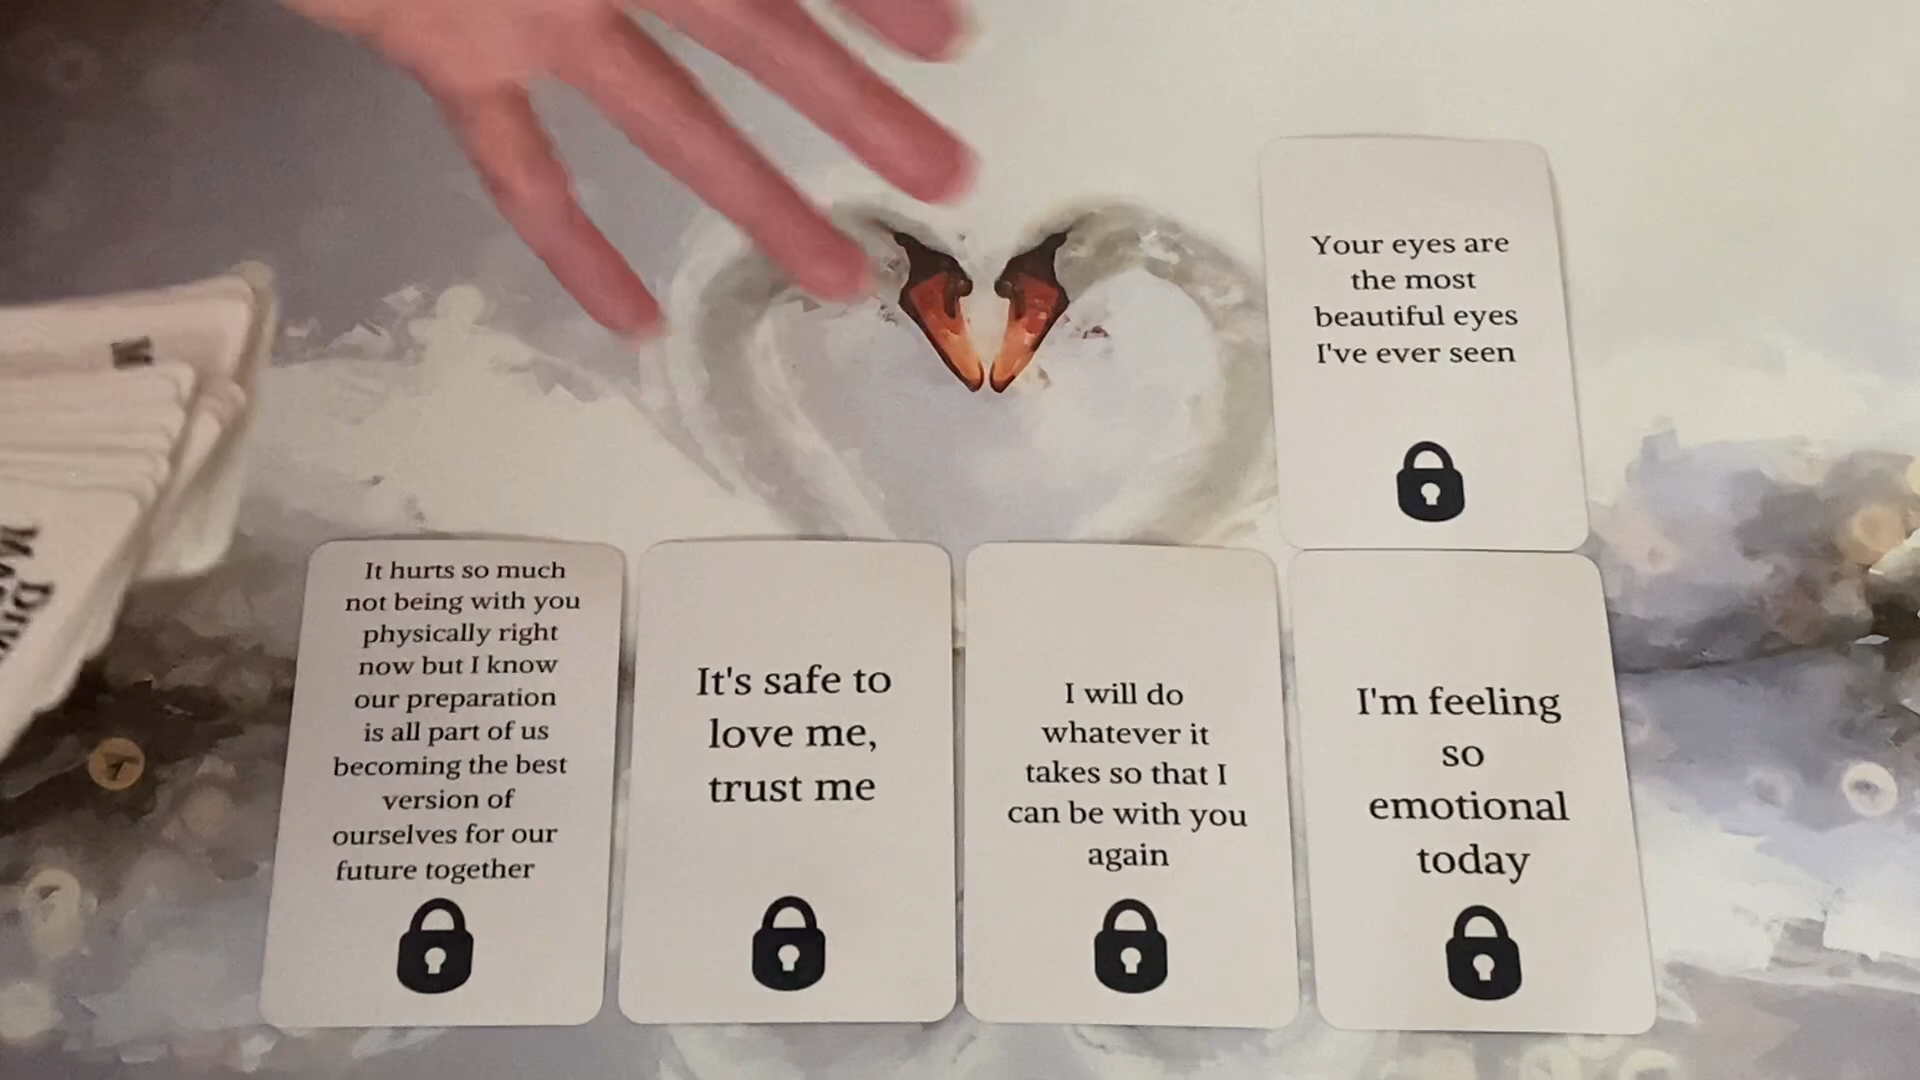 Your eyes are
the most
beautiful eyes
I've ever seen
It hurts so much
not being with you
physically right
now but I know
our preparation
is all part of us
becoming the best
version of
ourselves for our
future together
It's safe to
love me,
trust me
I will do
whatever it
takes so that I
can be with you
again
I'm feeling
so
emotional
today